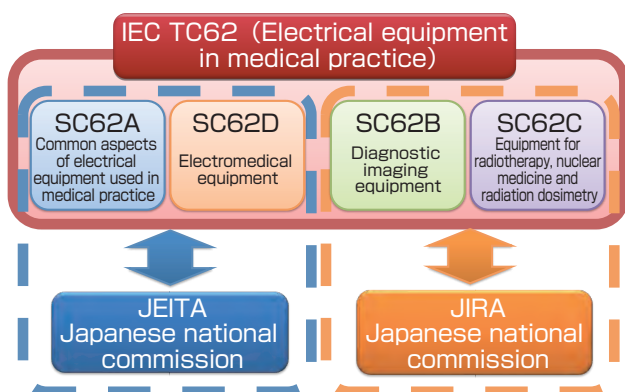 IEC TC62（Electrical equipment
in medical practice）
SC62A
Common aspects
of electrical
equipment used in
medical practice
SC62D
Electromedical
equipment
SC62B
Diagnostic
imaging
equipment
SC62C
Equipment for
radiotherapy, nuclear
medicine and
radiation dosimetry
JEITA
Japanese national
commission
JIRA
Japanese national
commission